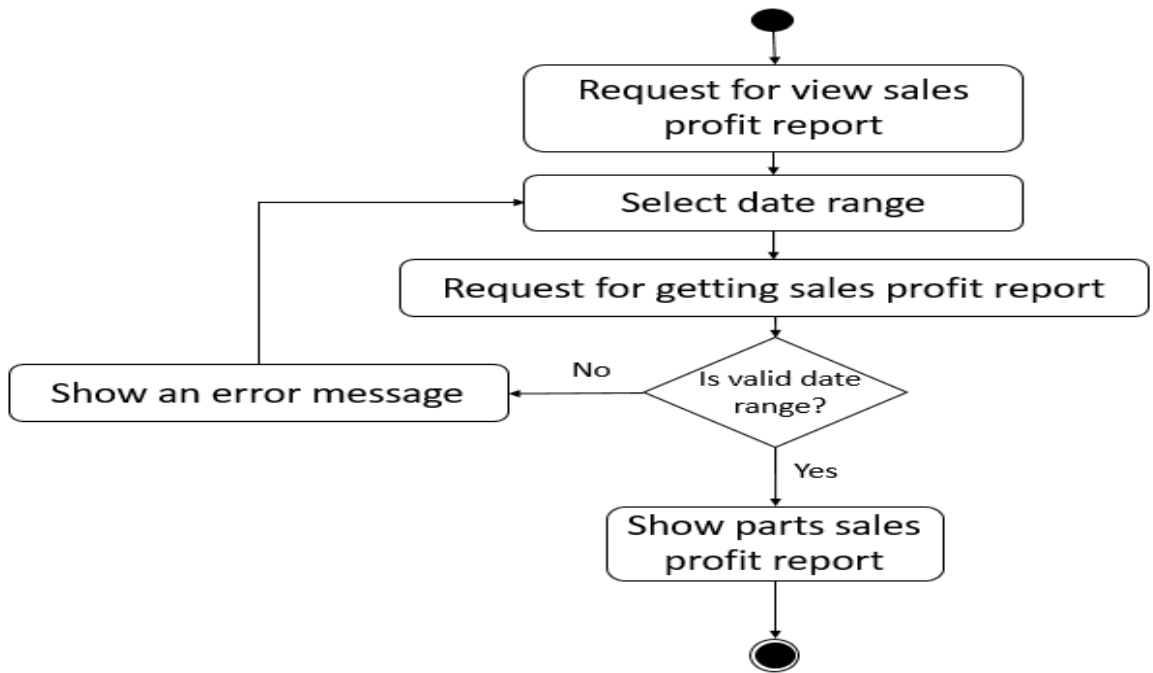 Request for view sales
profit report
Select date range
Request for getting sales profit report
No
Show an error message
Is valid date
range?
Yes
Show parts sales
profit report